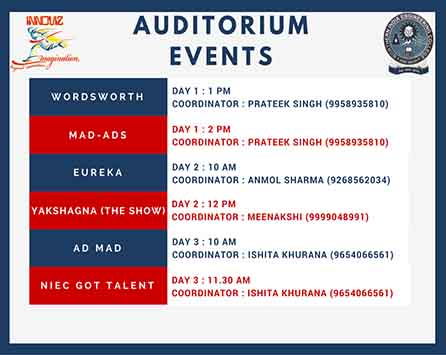 INNOVIZ
AUDITORIUM
EVENTS
WORDSWORTH
DAY 1 : 1 PM
COORDINATOR : PRATEEK SINGH (9958935810)
MAD-ADS
DAY 1 : 2 PM
COORDINATOR : PRATEEK SINGH (9958935810)
EUREKA
DAY 2 : 10 AM
COORDINATOR : ANMOL SHARMA (9268562034)
YAKSHAGNA (THE SHOW)
DAY 2 : 12 PM
COORDINATOR : MEENAKSHI (9999048991)
AD MAD
DAY 3 : 10 AM
COORDINATOR : ISHITA KHURANA (9654066561)
NIEC GOT TALENT
DAY 3 : 11.30 AM
COORDINATOR : ISHITA KHURANA (9654066561)